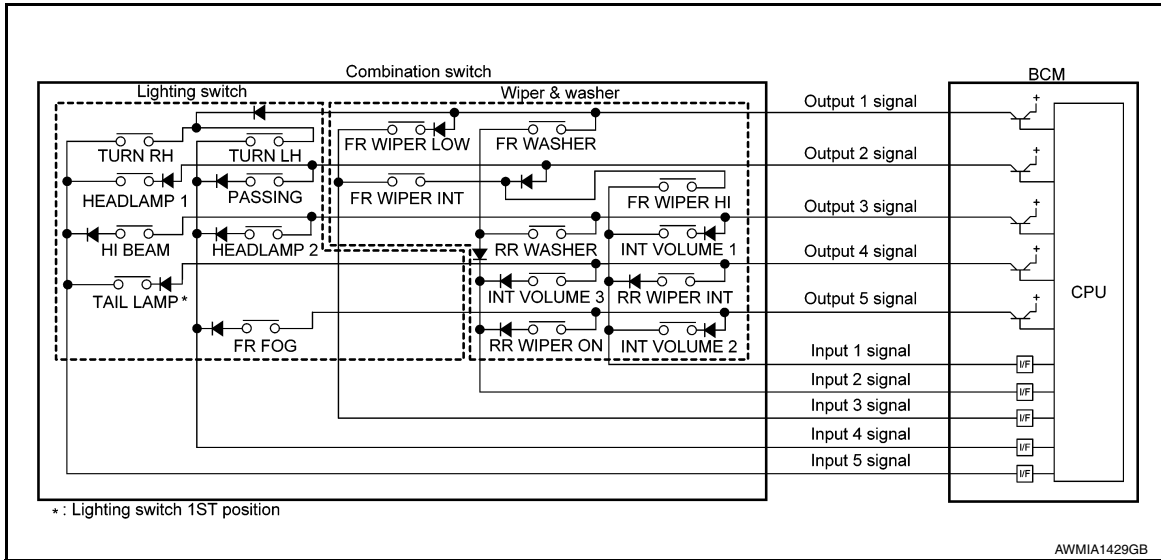 Combination switch
BCM
Lighting switch
Wiper & washer
Output 1 signal
TURN RH
TURN LH
FR WIPER LOW
FR WASHER
Output 2 signal
HEADLAMP 1
PASSING
FR WIPER INT
FR WIPER HI
Output 3 signal
HI BEAM
HEADLAMP 2
RR WASHER
INT VOLUME 1
Output 4 signal
TAIL LAMP*
INT VOLUME 3
RR WIPER INT
CPU
Output 5 signal
FR FOG
RR WIPER ON
INT VOLUME 2
Input 1 signal
I/F
Input 2 signal
I/F
Input 3 signal
I/F
Input 4 signal
I/F
Input 5 signal
I/F
+
+
+
+
+
* : Lighting switch 1ST position
AWMIA1429GB